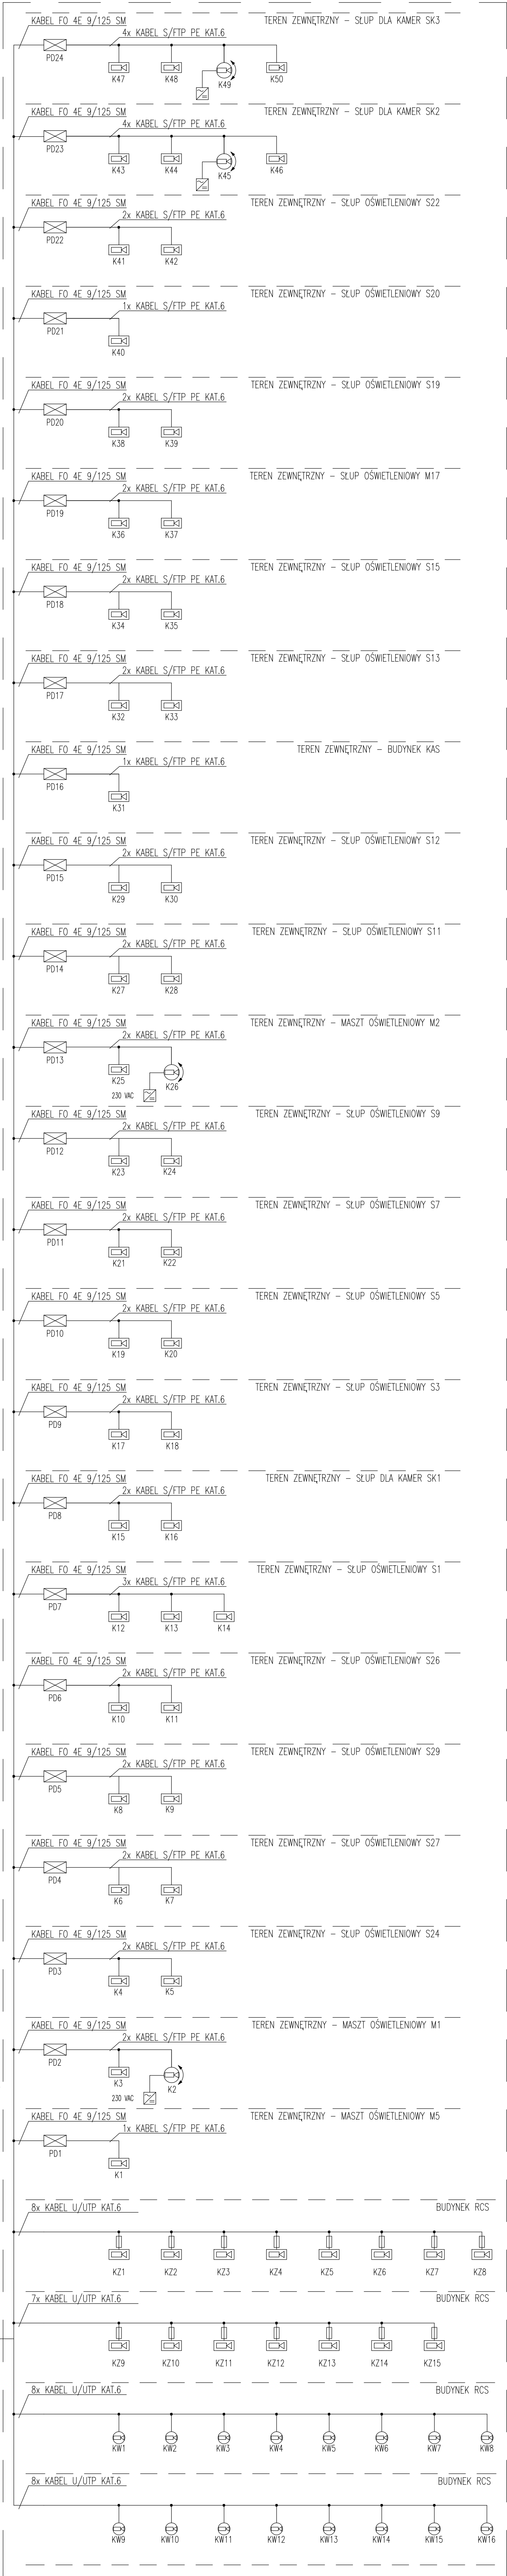 KABEL FO 4E 9/125 SM
TEREN ZEWNĘTRZNY – SŁUP DLA KAMER SK3
4x KABEL S/FTP PE KAT.6
PD24
K47 K48 K49 K50
KABEL FO 4E 9/125 SM
TEREN ZEWNĘTRZNY – SŁUP DLA KAMER SK2
4x KABEL S/FTP PE KAT.6
PD23
K43 K44 K45 K46
KABEL FO 4E 9/125 SM
TEREN ZEWNĘTRZNY – SŁUP OŚWIETLENIOWY S22
2x KABEL S/FTP PE KAT.6
PD22
K41 K42
KABEL FO 4E 9/125 SM
TEREN ZEWNĘTRZNY – SŁUP OŚWIETLENIOWY S20
1x KABEL S/FTP PE KAT.6
PD21
K40
KABEL FO 4E 9/125 SM
TEREN ZEWNĘTRZNY – SŁUP OŚWIETLENIOWY S19
2x KABEL S/FTP PE KAT.6
PD20
K38 K39
KABEL FO 4E 9/125 SM
TEREN ZEWNĘTRZNY – SŁUP OŚWIETLENIOWY M17
2x KABEL S/FTP PE KAT.6
PD19
K36 K37
KABEL FO 4E 9/125 SM
TEREN ZEWNĘTRZNY – SŁUP OŚWIETLENIOWY S15
2x KABEL S/FTP PE KAT.6
PD18
K34 K35
KABEL FO 4E 9/125 SM
TEREN ZEWNĘTRZNY – SŁUP OŚWIETLENIOWY S13
2x KABEL S/FTP PE KAT.6
PD17
K32 K33
KABEL FO 4E 9/125 SM
TEREN ZEWNĘTRZNY – BUDYNEK KAS
1x KABEL S/FTP PE KAT.6
PD16
K31
KABEL FO 4E 9/125 SM
TEREN ZEWNĘTRZNY – SŁUP OŚWIETLENIOWY S12
2x KABEL S/FTP PE KAT.6
PD15
K29 K30
KABEL FO 4E 9/125 SM
TEREN ZEWNĘTRZNY – SŁUP OŚWIETLENIOWY S11
2x KABEL S/FTP PE KAT.6
PD14
K27 K28
KABEL FO 4E 9/125 SM
TEREN ZEWNĘTRZNY – MASZT OŚWIETLENIOWY M2
2x KABEL S/FTP PE KAT.6
PD13
K25 K26
230 VAC
KABEL FO 4E 9/125 SM
TEREN ZEWNĘTRZNY – SŁUP OŚWIETLENIOWY S9
2x KABEL S/FTP PE KAT.6
PD12
K23 K24
KABEL FO 4E 9/125 SM
TEREN ZEWNĘTRZNY – SŁUP OŚWIETLENIOWY S7
2x KABEL S/FTP PE KAT.6
PD11
K21 K22
KABEL FO 4E 9/125 SM
TEREN ZEWNĘTRZNY – SŁUP OŚWIETLENIOWY S5
2x KABEL S/FTP PE KAT.6
PD10
K19 K20
KABEL FO 4E 9/125 SM
TEREN ZEWNĘTRZNY – SŁUP OŚWIETLENIOWY S3
2x KABEL S/FTP PE KAT.6
PD9
K17 K18
KABEL FO 4E 9/125 SM
TEREN ZEWNĘTRZNY – SŁUP DLA KAMER SK1
2x KABEL S/FTP PE KAT.6
PD8
K15 K16
KABEL FO 4E 9/125 SM
TEREN ZEWNĘTRZNY – SŁUP OŚWIETLENIOWY S1
3x KABEL S/FTP PE KAT.6
PD7
K12 K13 K14
KABEL FO 4E 9/125 SM
TEREN ZEWNĘTRZNY – SŁUP OŚWIETLENIOWY S26
2x KABEL S/FTP PE KAT.6
PD6
K10 K11
KABEL FO 4E 9/125 SM
TEREN ZEWNĘTRZNY – SŁUP OŚWIETLENIOWY S29
2x KABEL S/FTP PE KAT.6
PD5
K8 K9
KABEL FO 4E 9/125 SM
TEREN ZEWNĘTRZNY – SŁUP OŚWIETLENIOWY S27
2x KABEL S/FTP PE KAT.6
PD4
K6 K7
KABEL FO 4E 9/125 SM
TEREN ZEWNĘTRZNY – SŁUP OŚWIETLENIOWY S24
2x KABEL S/FTP PE KAT.6
PD3
K4 K5
KABEL FO 4E 9/125 SM
TEREN ZEWNĘTRZNY – MASZT OŚWIETLENIOWY M1
2x KABEL S/FTP PE KAT.6
PD2
K3 K2
230 VAC
KABEL FO 4E 9/125 SM
TEREN ZEWNĘTRZNY – MASZT OŚWIETLENIOWY M5
1x KABEL S/FTP PE KAT.6
PD1
K1
8x KABEL U/UTP KAT.6
BUDYNEK RCS
KZ1 KZ2 KZ3 KZ4 KZ5 KZ6 KZ7 KZ8
7x KABEL U/UTP KAT.6
BUDYNEK RCS
KZ9 KZ10 KZ11 KZ12 KZ13 KZ14 KZ15
8x KABEL U/UTP KAT.6
BUDYNEK RCS
KW1 KW2 KW3 KW4 KW5 KW6 KW7 KW8
8x KABEL U/UTP KAT.6
BUDYNEK RCS
KW9 KW10 KW11 KW12 KW13 KW14 KW15 KW16